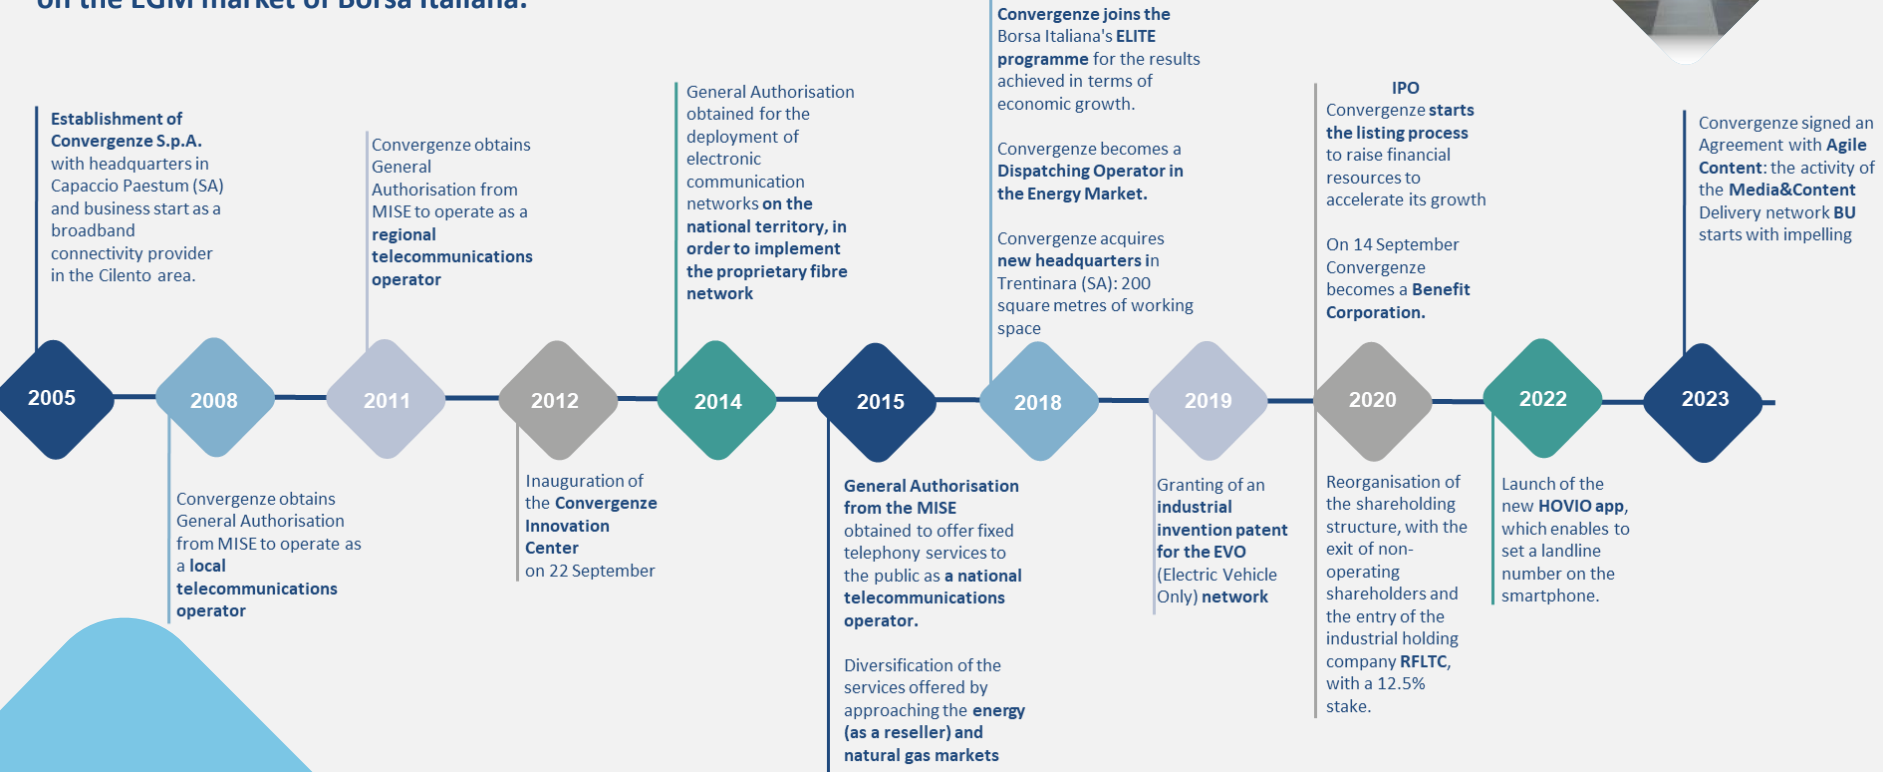 on the EGM market of Borsa Italiana.
Establishment of
Convergenze S.p.A.
with headquarters in
Capaccio Paestum (SA)
and business start as a
broadband
connectivity provider
in the Cilento area.
Convergenze obtains
General
Authorisation from
MISE to operate as a
regional
telecommunications
operator
General Authorisation
obtained for the
deployment of
electronic
communication
networks on the
national territory, in
order to implement
the proprietary fibre
network
Convergenze joins the
Borsa Italiana's ELITE
programme for the results
achieved in terms of
economic growth.
Convergenze becomes a
Dispatching Operator in
the Energy Market.
Convergenze acquires
new headquarters in
Trentinara (SA): 200
square metres of working
space
IPO
Convergenze starts
the listing process
to raise financial
resources to
accelerate its growth
On 14 September
Convergenze
becomes a Benefit
Corporation.
Convergenze signed an
Agreement with Agile
Content: the activity of
the Media&Content
Delivery network BU
starts with impelling
2005
2008
2011
2012
2014
2015
2018
2019
2020
2022
2023
Convergenze obtains
General Authorisation
from MISE to operate as
a local
telecommunications
operator
Inauguration of
the Convergenze
Innovation
Center
on 22 September
General Authorisation
from the MISE
obtained to offer fixed
telephony services to
the public as a national
telecommunications
operator.
Diversification of the
services offered by
approaching the energy
(as a reseller) and
natural gas markets
Granting of an
industrial
invention patent
for the EVO
(Electric Vehicle
Only) network
Reorganisation of
the shareholding
structure, with the
exit of non-
operating
shareholders and
the entry of the
industrial holding
company RFLTC,
with a 12.5%
stake.
Launch of the
new HOVIO app,
which enables to
set a landline
number on the
smartphone.